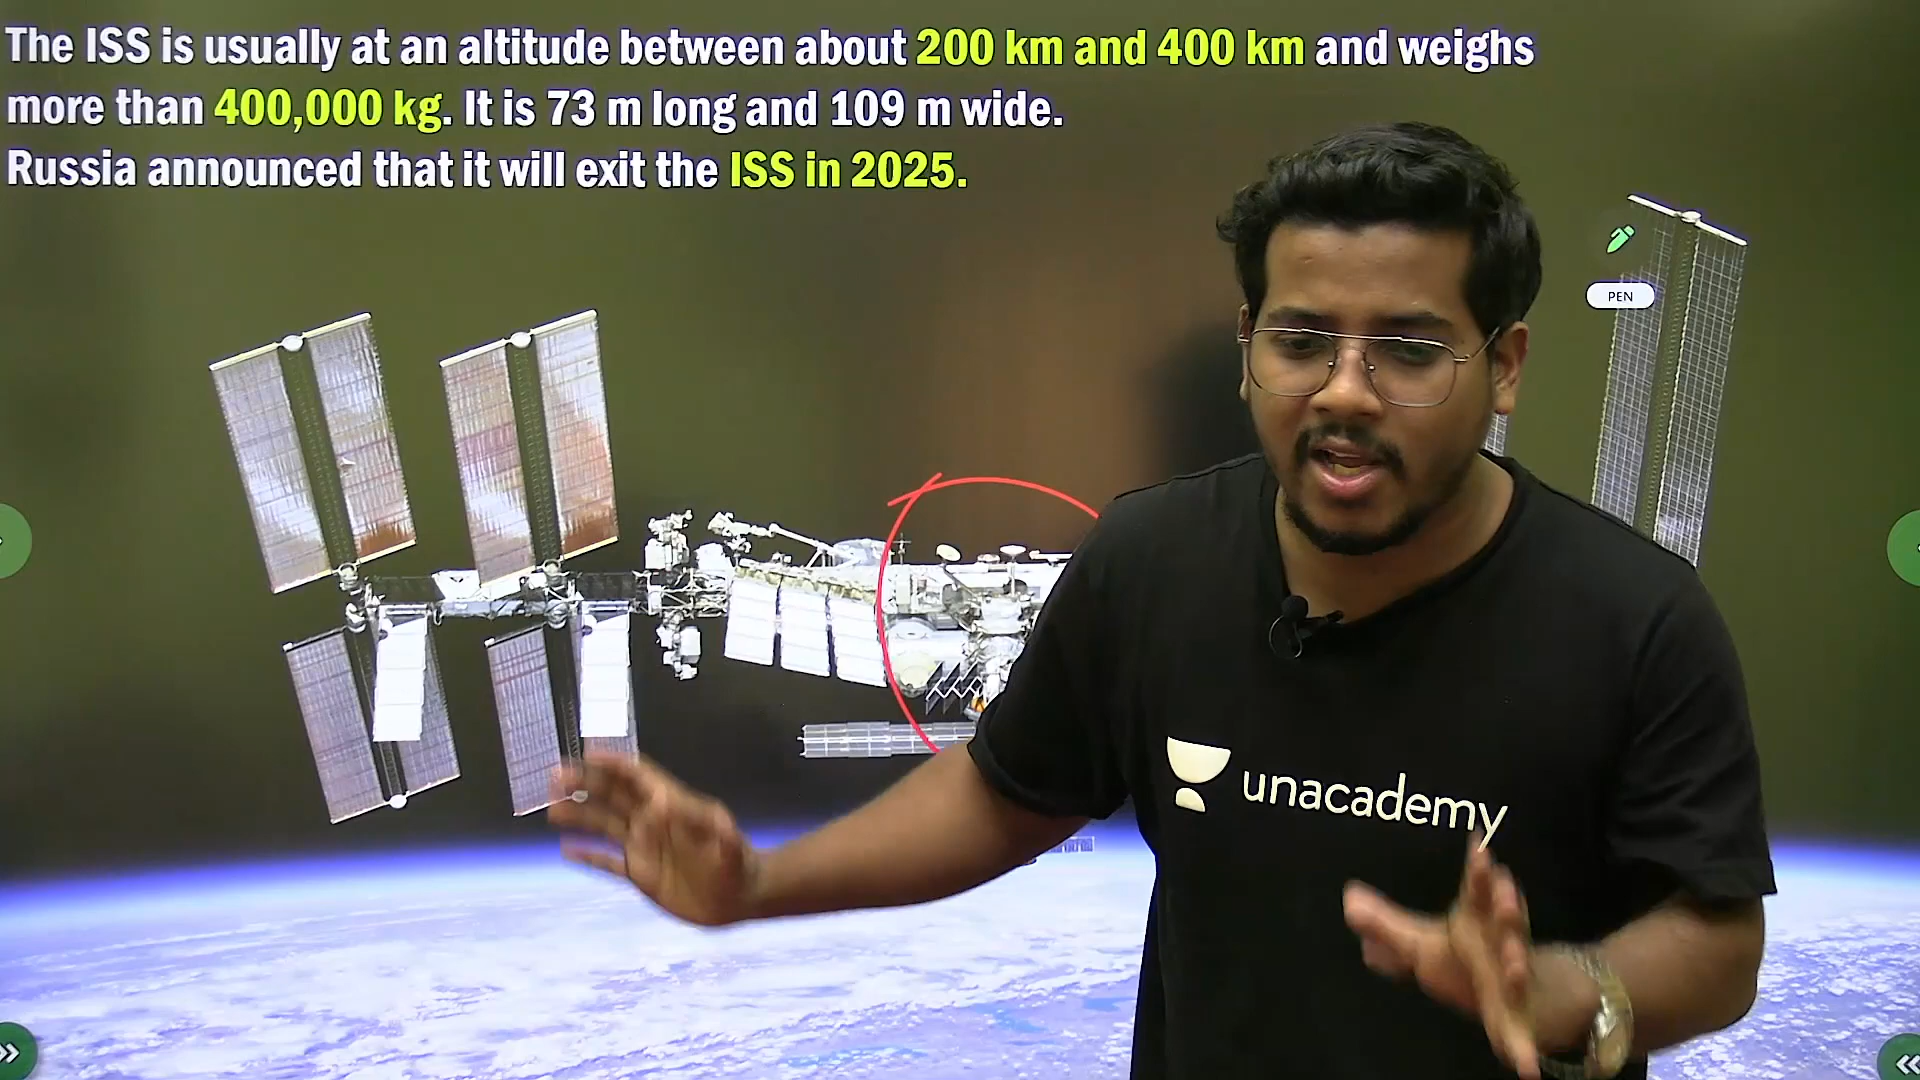 The ISS is usually at an altitude between about 200 km and 400 km and weighs
more than 400,000 kg. It is 73 m long and 109 m wide.
Russia announced that it will exit the ISS in 2025.
PEN
unacademy